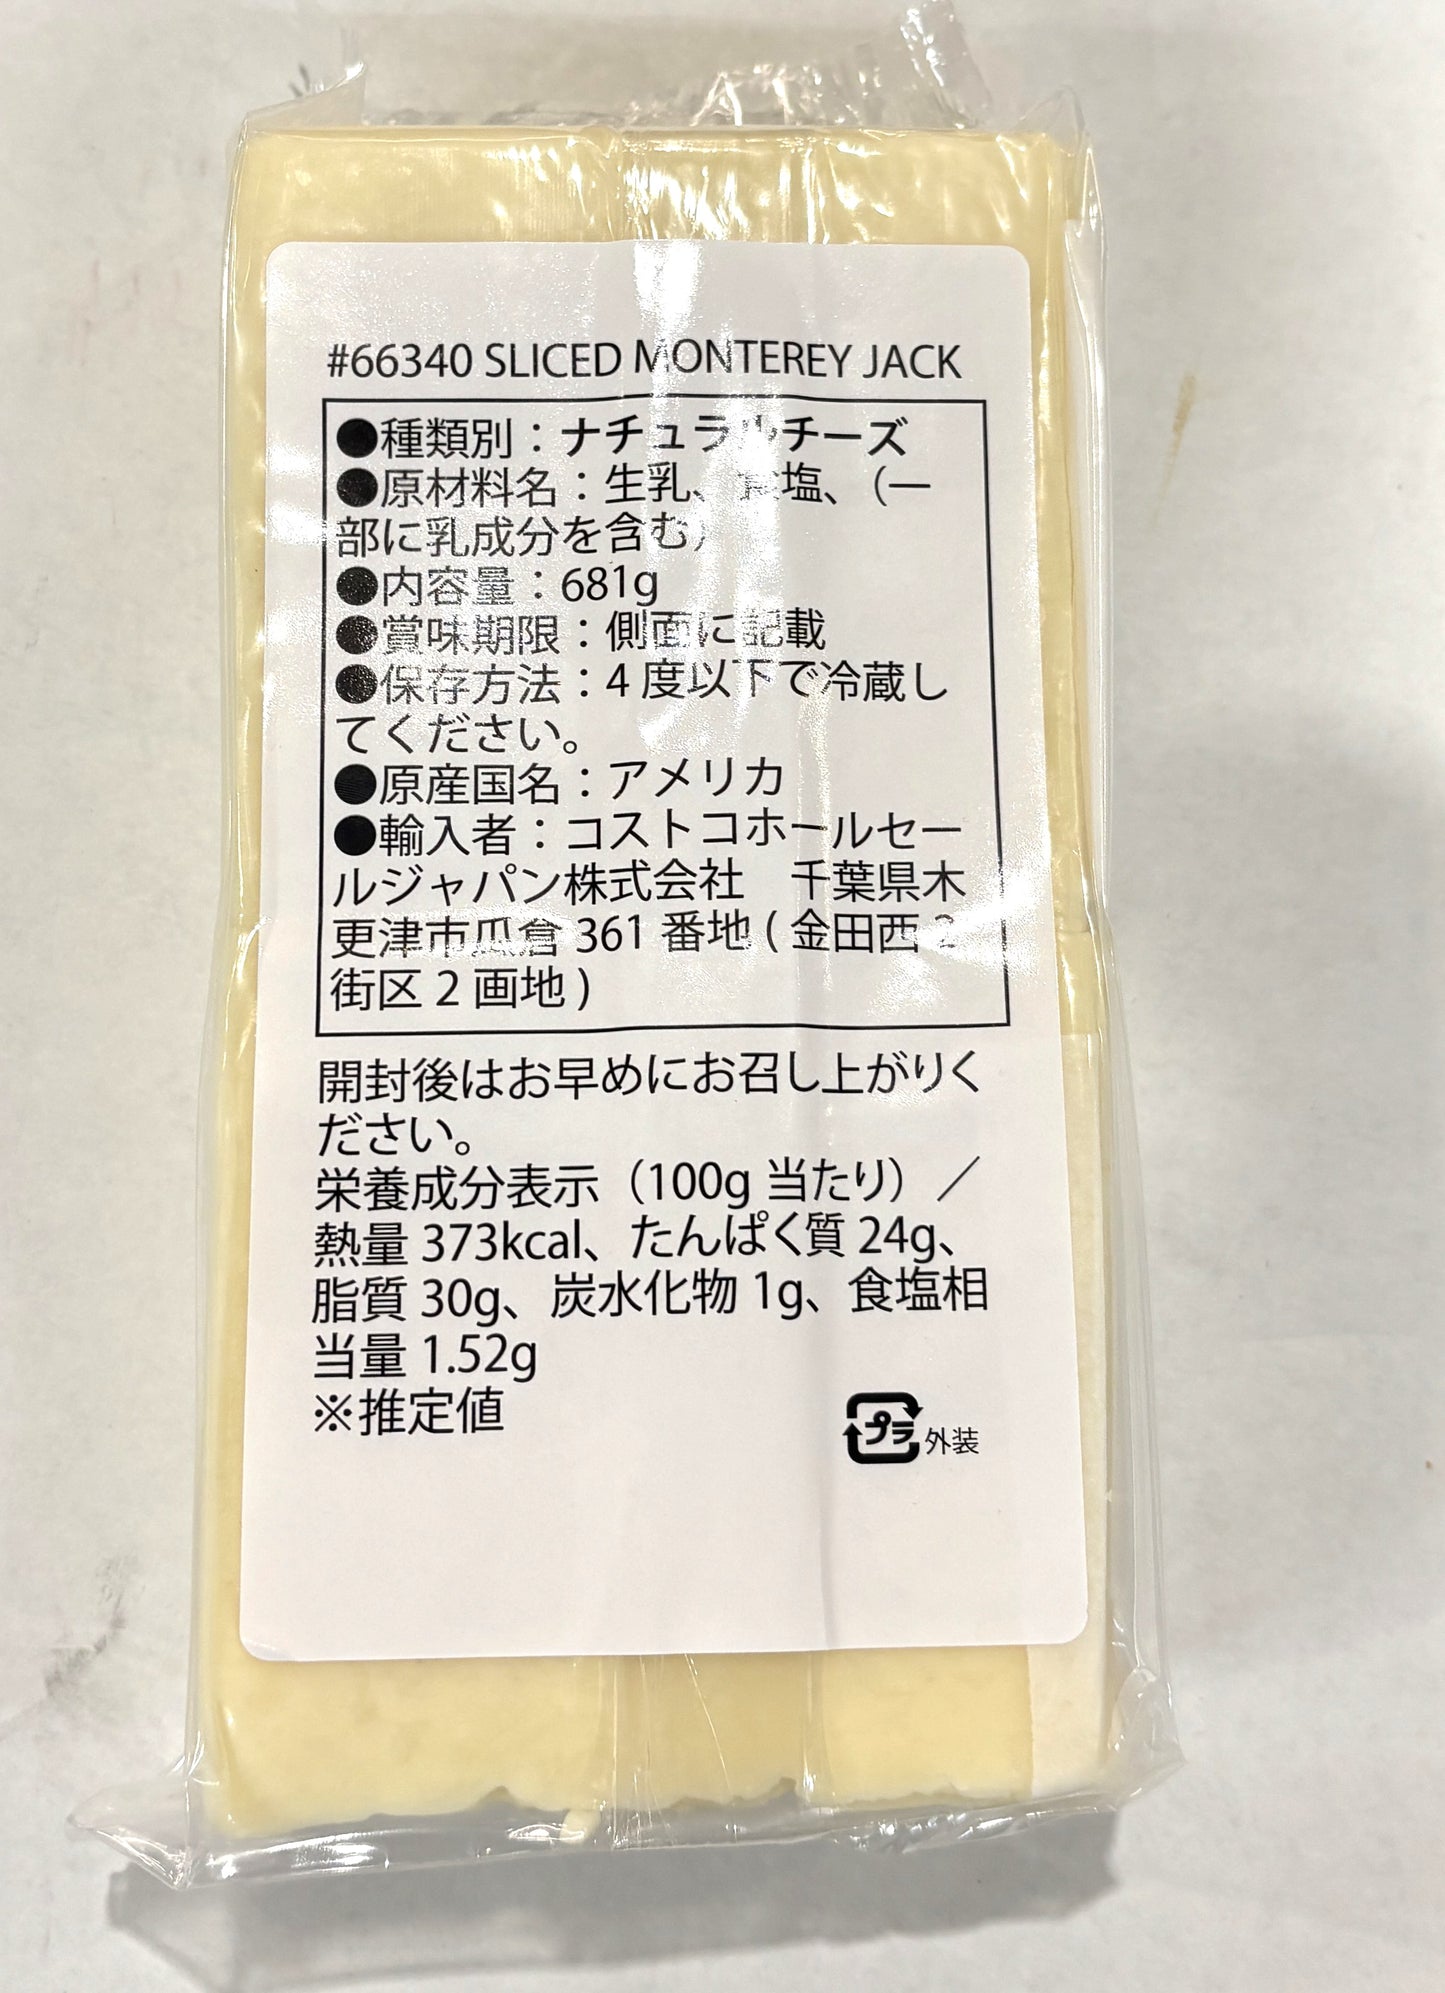 #66340 SLICED MONTEREY JACK
●種類別：ナチュラルチーズ
●原材料名：生乳、食塩、（一
部に乳成分を含む）
●内容量：681g
●賞味期限：側面に記載
●保存方法：4 度以下で冷蔵し
てください。
●原産国名：アメリカ
●輸入者：コストコホールセー
ルジャパン株式会社　千葉県木
更津市瓜倉 361 番地 ( 金田西 2
街区 2 画地 )
開封後はお早めにお召し上がりく
ださい。
栄養成分表示（100g 当たり）／
熱量 373kcal、たんぱく質 24g、
脂質 30g、炭水化物 1g、食塩相
当量 1.52g
※推定値
プラ 外装